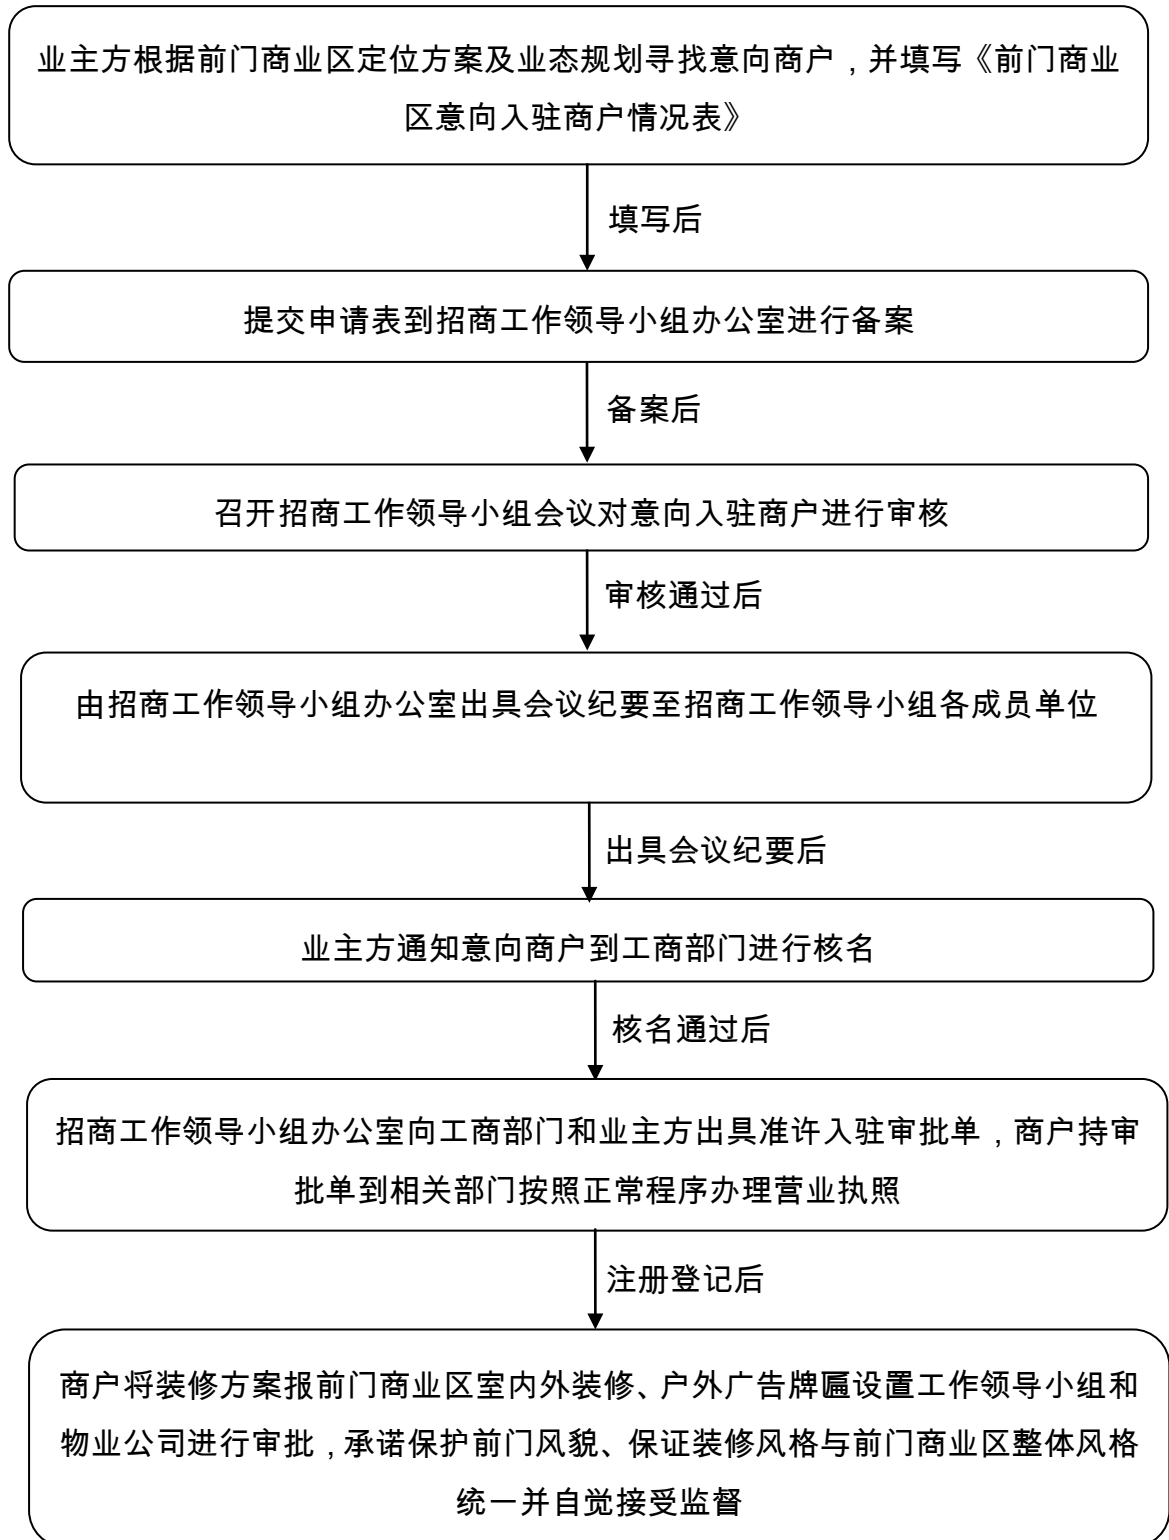 业主方根据前门商业区定位方案及业态规划寻找意向商户，并填写《前门商业
区意向入驻商户情况表》
填写后
提交申请表到招商工作领导小组办公室进行备案
备案后
召开招商工作领导小组会议对意向入驻商户进行审核
审核通过后
由招商工作领导小组办公室出具会议纪要至招商工作领导小组各成员单位
出具会议纪要后
业主方通知意向商户到工商部门进行核名
核名通过后
招商工作领导小组办公室向工商部门和业主方出具准许入驻审批单，商户持审
批单到相关部门按照正常程序办理营业执照
注册登记后
商户将装修方案报前门商业区室内外装修、户外广告牌匾设置工作领导小组和
物业公司进行审批，承诺保护前门风貌、保证装修风格与前门商业区整体风格
统一并自觉接受监督